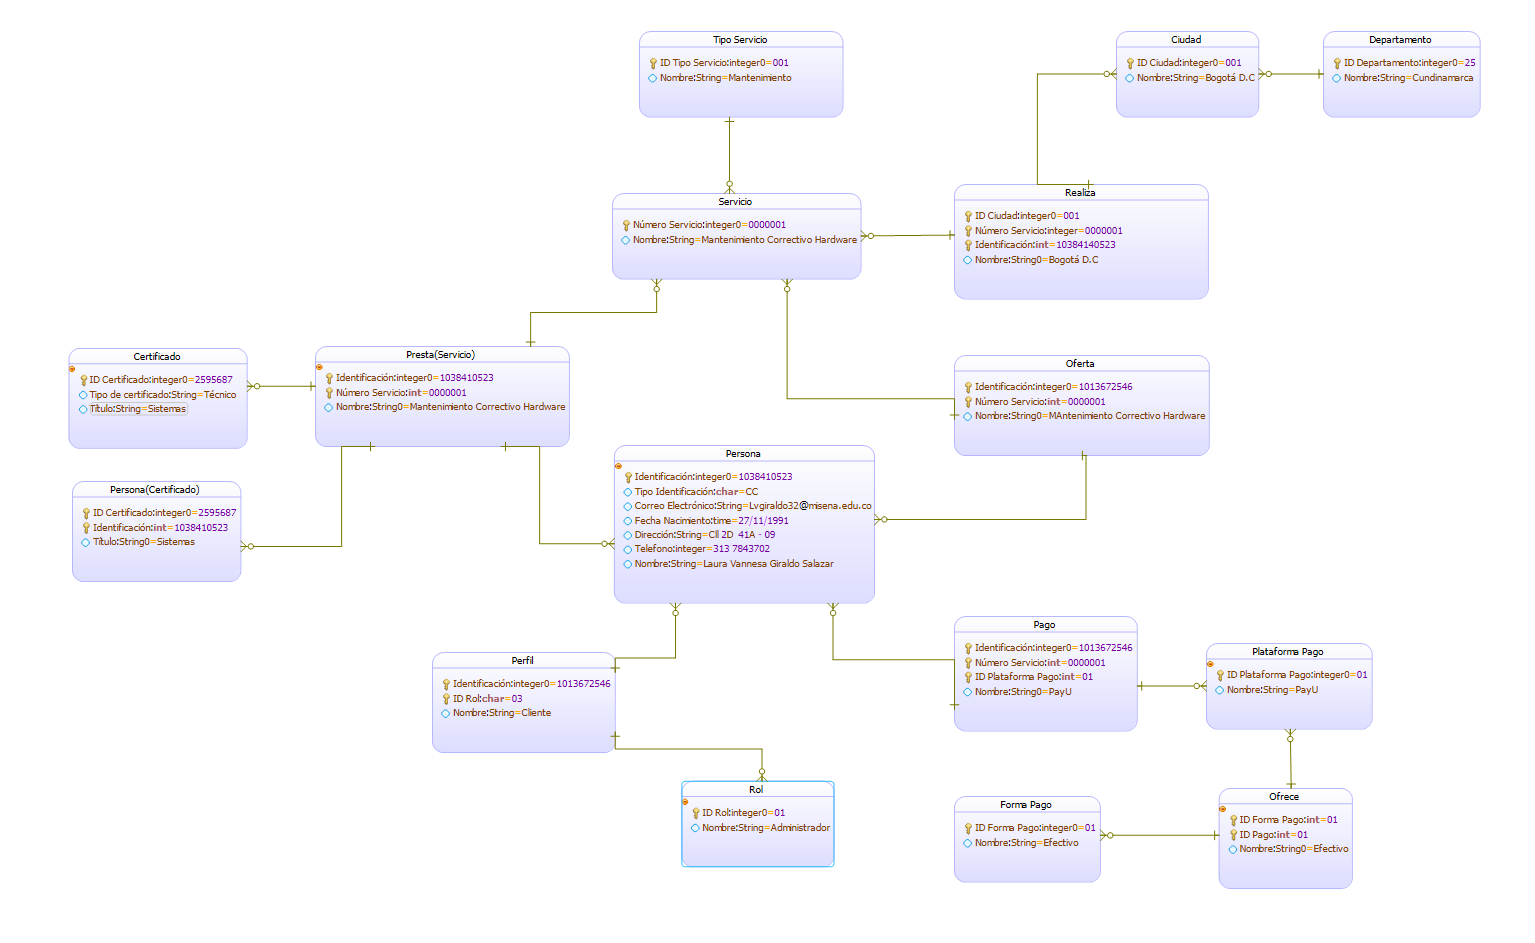 Tipo Servicio
ID Tipo Servicio:integer0=001
Nombre:String=Mantenimiento
Ciudad
ID Ciudad:integer0=001
Nombre:String=Bogotá D.C
Departamento
ID Departamento:integer0=25
Nombre:String=Cundinamarca
Servicio
Número Servicio:integer0=0000001
Nombre:String=Mantenimiento Correctivo Hardware
Realiza
ID Ciudad:integer0=001
Número Servicio:integer=0000001
Identificación:int=10384140523
Nombre:String0=Bogotá D.C
Certificado
ID Certificado:integer0=2595687
Tipo de certificado:String=Técnico
Título:String=Sistemas
Presta(Servicio)
Identificación:integer0=1038410523
Número Servicio:int=0000001
Nombre:String0=Mantenimiento Correctivo Hardware
Oferta
Identificación:integer0=1013672546
Número Servicio:int=0000001
Nombre:String0=MAntenimiento Correctivo Hardware
Persona(Certificado)
ID Certificado:integer0=2595687
Identificación:int=1038410523
Título:String0=Sistemas
Persona
Identificación:integer0=1038410523
Tipo Identificación:char=CC
Correo Electrónico:String=Lvgiraldo32@misena.edu.co
Fecha Nacimiento:time=27/11/1991
Dirección:String=Cll 2D 41A - 09
Telefono:integer=313 7843702
Nombre:String=Laura Vannesa Giraldo Salazar
Perfil
Identificación:integer0=1013672546
ID Rol:char=03
Nombre:String=Cliente
Pago
Identificación:integer0=1013672546
Número Servicio:int=0000001
ID Plataforma Pago:int=01
Nombre:String0=PayU
Plataforma Pago
ID Plataforma Pago:integer0=01
Nombre:String=PayU
Rol
ID Rol:integer0=01
Nombre:String=Administrador
Forma Pago
ID Forma Pago:integer0=01
Nombre:String=Efectivo
Ofrece
ID Forma Pago:int=01
ID Pago:int=01
Nombre:String0=Efectivo